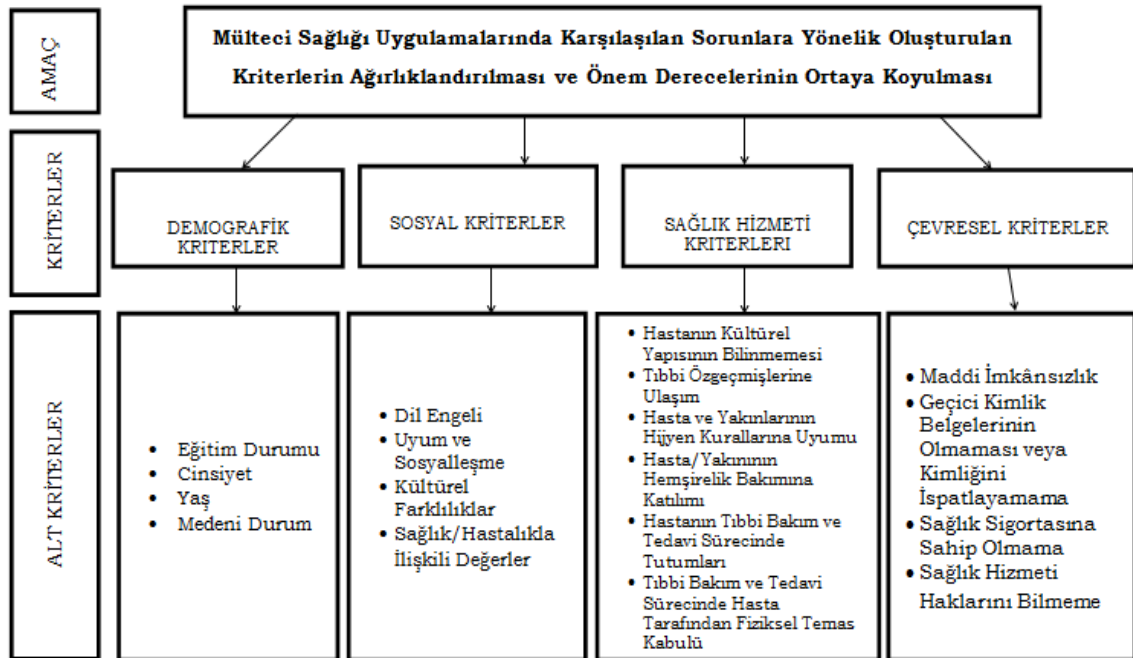 AMAÇ
Mülteci Sağlığı Uygulamalarında Karşılaşılan Sorunlara Yönelik Oluşturulan
Kriterlerin Ağırlıklandırılması ve Önem Derecelerinin Ortaya Koyulması
KRİTERLER
DEMOGRAFİK
KRITERLER
SOSYAL KRİTERLER
SAĞLIK HİZMETİ
KRİTERLERI
ÇEVRESEL KRİTERLER
ALT KRİTERLER
• Eğitim Durumu
• Cinsiyet
• Yaş
• Medeni Durum
• Dil Engeli
• Uyum ve
Sosyalleşme
• Kültürel
Farklılıklar
• Sağlık/Hastalıkla
İlişkili Değerler
• Hastanın Kültürel
Yapısının Bilinmemesi
• Tıbbi Özgeçmişlerine
Ulaşım
• Hasta ve Yakınlarının
Hijyen Kurallarına Uyumu
• Hasta/Yakınının
Hemşirelik Bakımına
Katılımı
• Hastanın Tıbbi Bakım ve
Tedavi Sürecinde
Tutumları
• Tıbbi Bakım ve Tedavi
Sürecinde Hasta
Tarafından Fiziksel Temas
Kabulü
• Maddi İmkânsızlık
• Geçici Kimlik
Belgelerinin
Olmaması veya
Kimliğini
İspatlayamama
• Sağlık Sigortasına
Sahip Olmama
• Sağlık Hizmeti
Haklarını Bilmeme